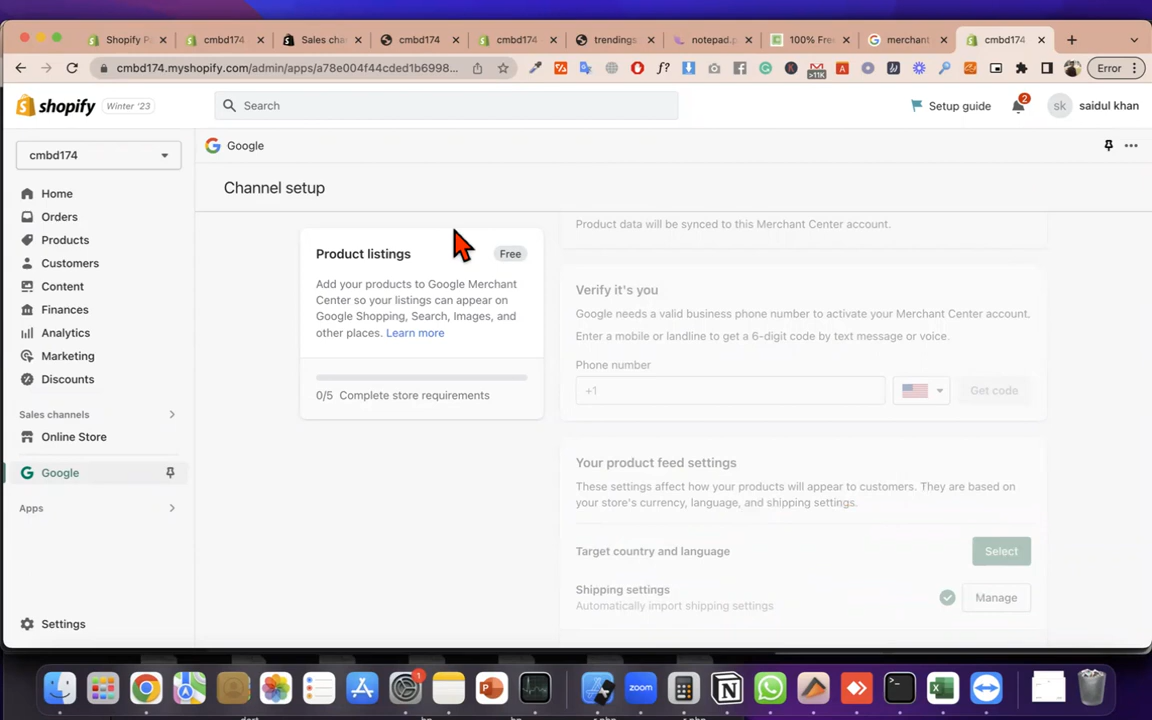 Shopify P
cmbd174
Sales cha
cmbd174
cmbd174
trendings
notepad.p
100% Free
merchant
cmbd174
cmbd174.myshopify.com/admin/apps/a78e004f44cded1b6998...
f?
>11K
Error
shopify
Winter '23
Search
Setup guide
2
sk
saidul khan
cmbd174
Google
Home
Channel setup
Orders
Products
Customers
Content
Finances
Analytics
Marketing
Discounts
Sales channels
Online Store
Google
Apps
Settings
Product listings
Free
Add your products to Google Merchant
Center so your listings can appear on
Google Shopping, Search, Images, and
other places. Learn more
0/5 Complete store requirements
Product data will be synced to this Merchant Center account.
Verify it's you
Google needs a valid business phone number to activate your Merchant Center account.
Enter a mobile or landline to get a 6-digit code by text message or voice.
Phone number
+1
Get code
Your product feed settings
These settings affect how your products will appear to customers. They are based on
your store's currency, language, and shipping settings.
Target country and language
Select
Shipping settings
Automatically import shipping settings
Manage
1
zoom